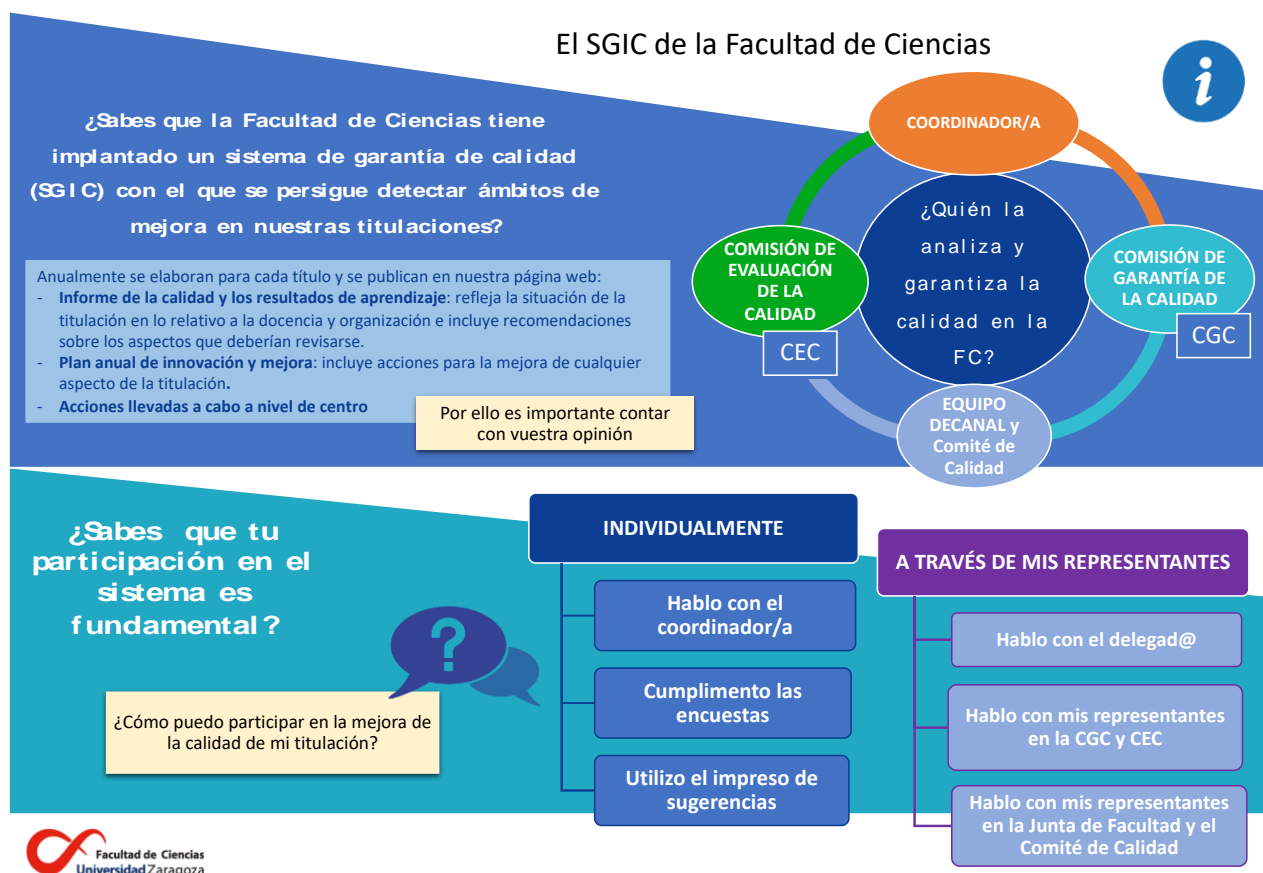 El SGIC de la Facultad de Ciencias
¿Sabes que la Facultad de Ciencias tiene
implantado un sistema de garantía de calidad
(SGIC) con el que se persigue detectar ámbitos de
mejora en nuestras titulaciones?
Anualmente se elaboran para cada título y se publican en nuestra página web:
- Informe de la calidad y los resultados de aprendizaje: refleja la situación de la
titulación en lo relativo a la docencia y organización e incluye recomendaciones
sobre los aspectos que deberían revisarse.
- Plan anual de innovación y mejora: incluye acciones para la mejora de cualquier
aspecto de la titulación.
- Acciones llevadas a cabo a nivel de centro
Por ello es importante contar
con vuestra opinión
i
COORDINADOR/A
¿Quién la
analiza y
garantiza la
calidad en la
FC?
COMISIÓN DE
EVALUACIÓN
DE LA
CALIDAD
CEC
COMISIÓN DE
GARANTÍA DE
LA CALIDAD
CGC
EQUIPO
DECANAL y
Comité de
Calidad
¿Sabes que tu
participación en el
sistema es
fundamental?
?
¿Cómo puedo participar en la mejora de
la calidad de mi titulación?
INDIVIDUALMENTE
Hablo con el
coordinador/a
Cumplimento las
encuestas
Utilizo el impreso de
sugerencias
A TRAVÉS DE MIS REPRESENTANTES
Hablo con el delegad@
Hablo con mis representantes
en la CGC y CEC
Hablo con mis representantes
en la Junta de Facultad y el
Comité de Calidad
Facultad de Ciencias
Universidad Zaragoza